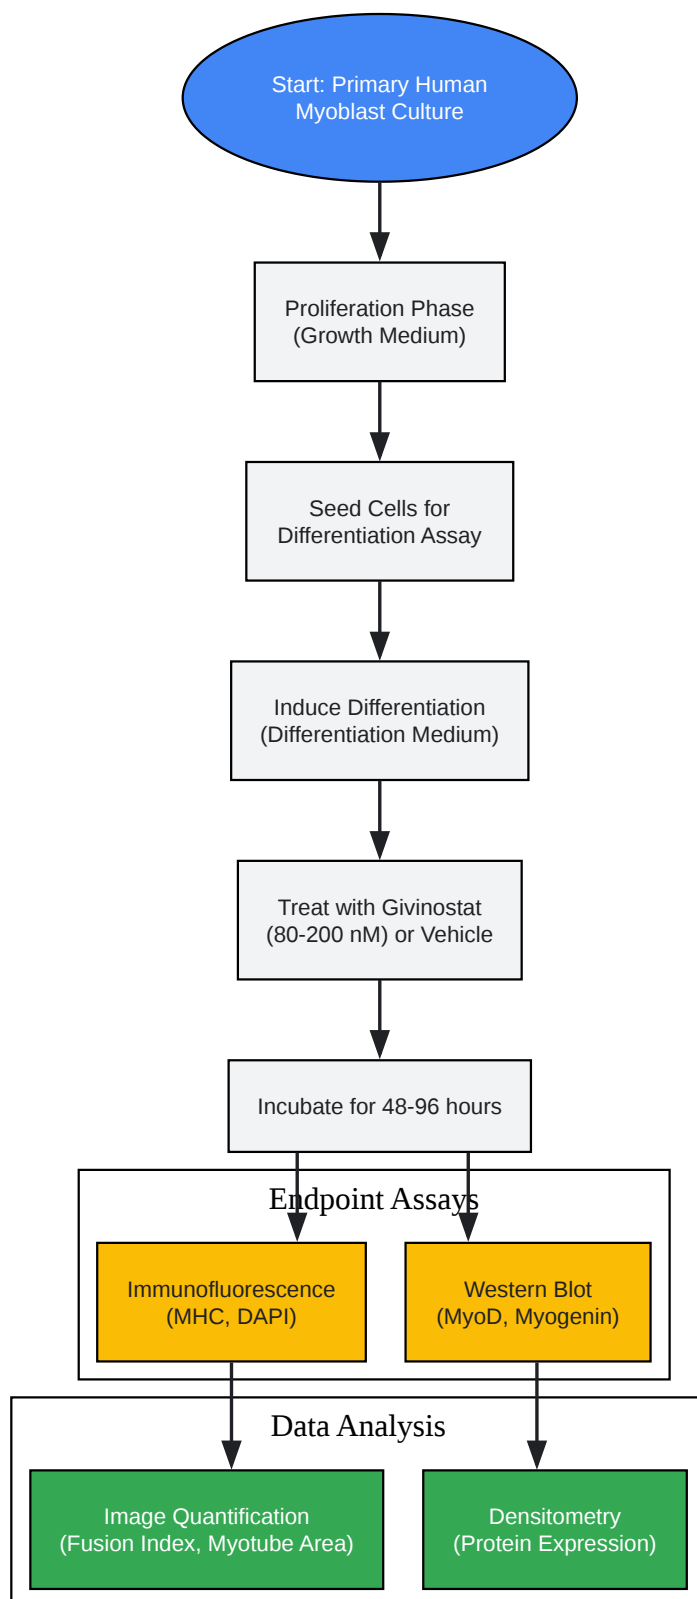 Start: Primary Human
Myoblast Culture
Proliferation Phase
(Growth Medium)
Seed Cells for
Differentiation Assay
Induce Differentiation
(Differentiation Medium)
Treat with Givinostat
(80-200 nM) or Vehicle
Incubate for 48-96 hours
Endpoint Assays
Immunofluorescence
(MHC, DAPI)
Western Blot
(MyoD, Myogenin)
Data Analysis
Image Quantification
(Fusion Index, Myotube Area)
Densitometry
(Protein Expression)